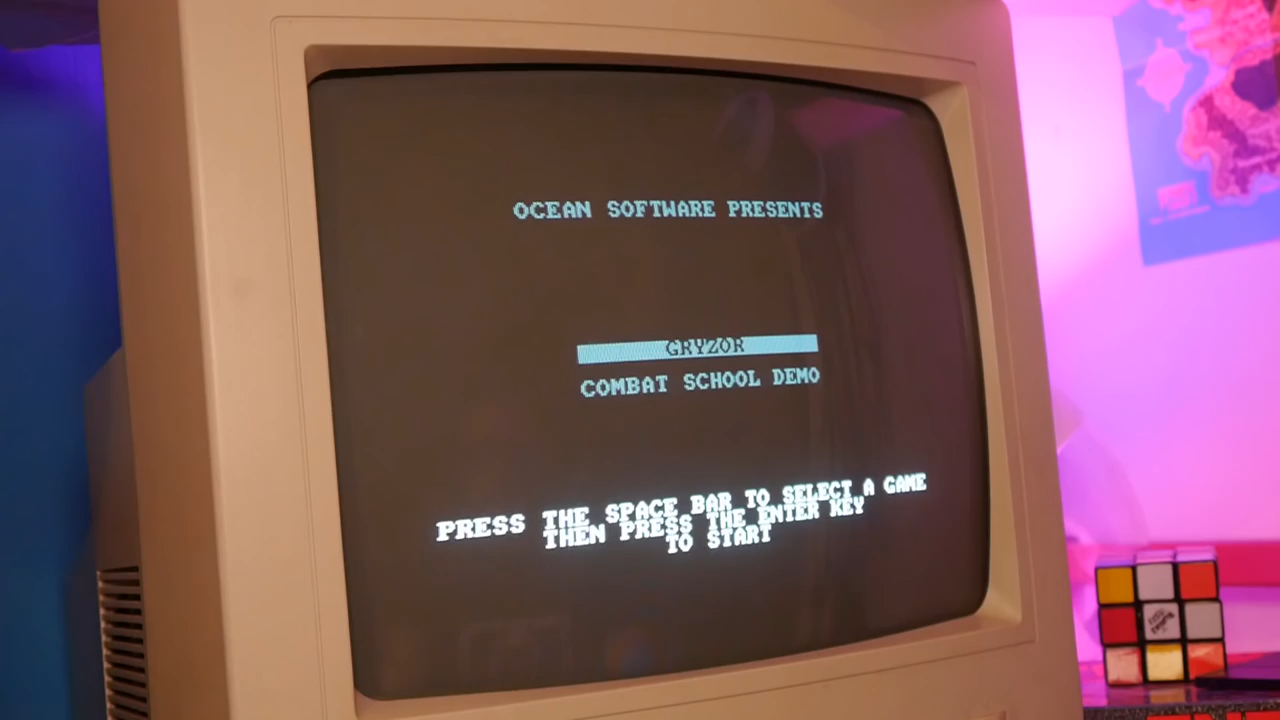 OCEAN SOFTWARE PRESENTS
GRYZOR
COMBAT SCHOOL DEMO
PRESS THE SPACE BAR TO SELECT A GAME
THEN PRESS THE ENTER KEY
TO START